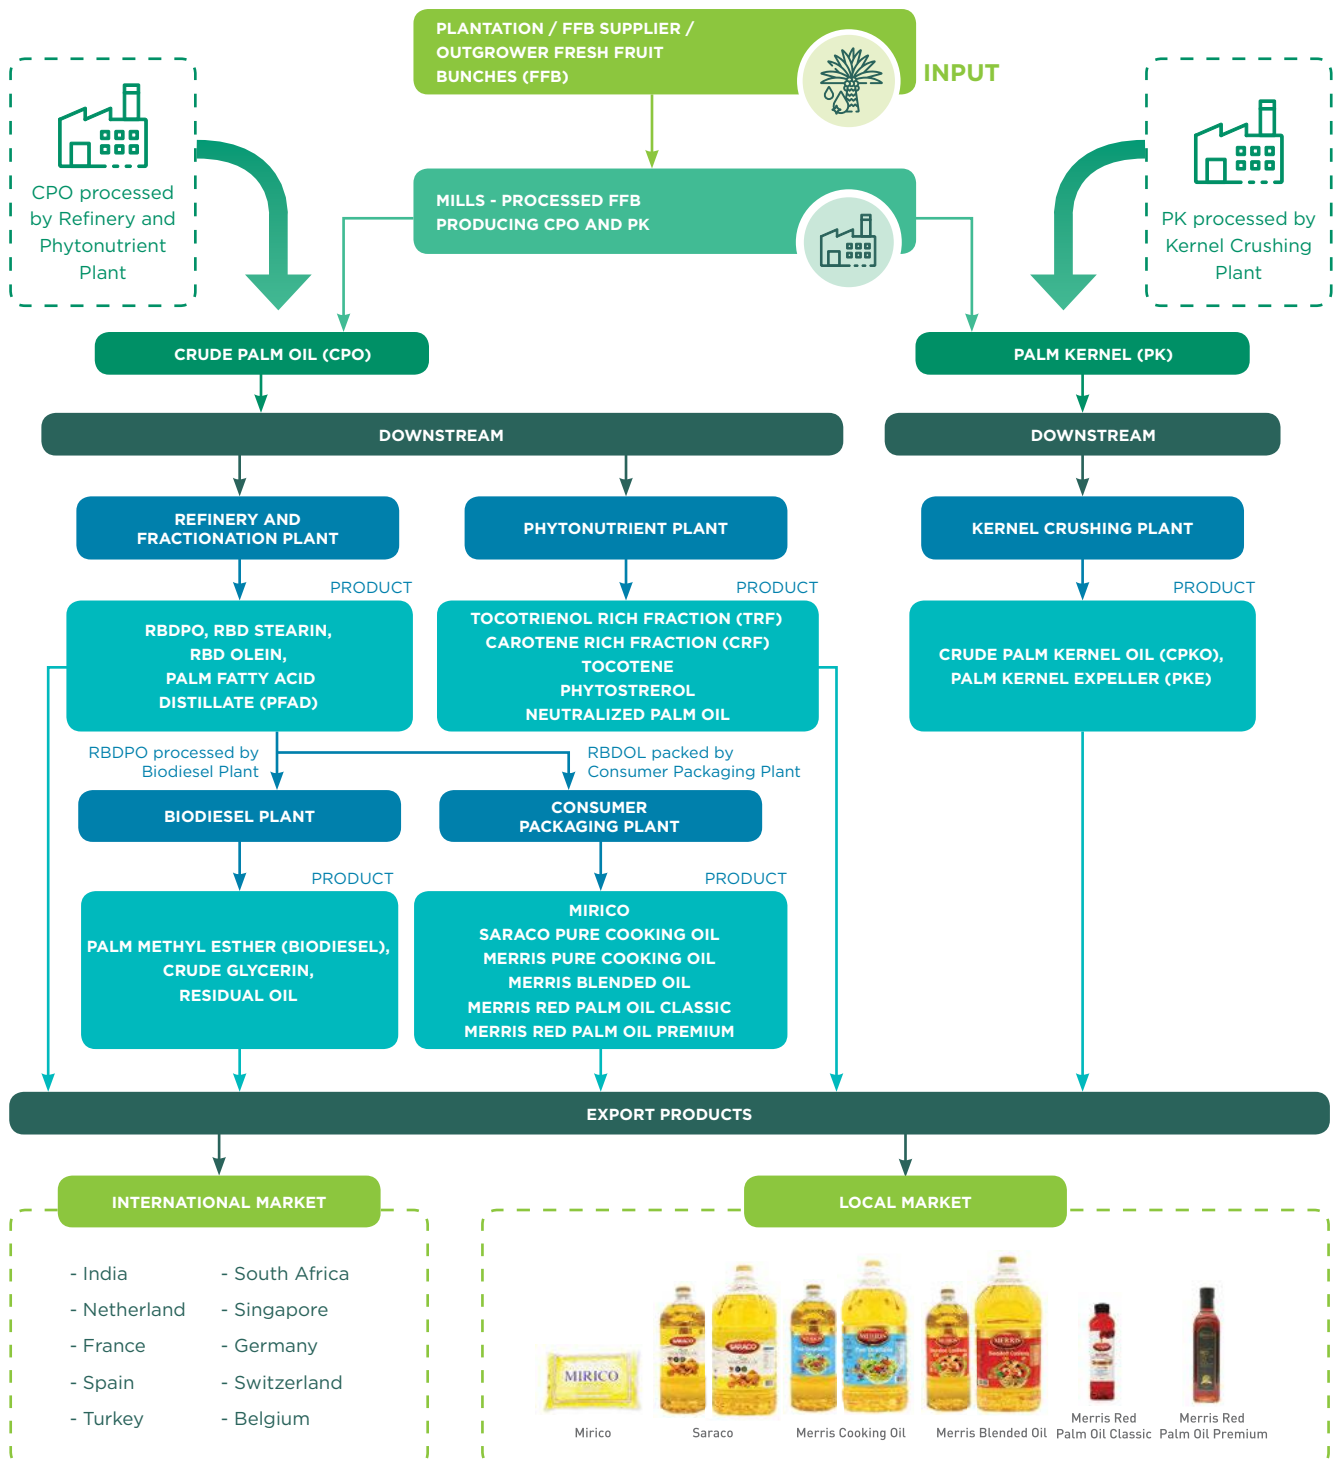 PLANTATION / FFB SUPPLIER /
OUTGROWER FRESH FRUIT
BUNCHES (FFB)
INPUT
CPO processed
by Refinery and
Phytonutrient
Plant
MILLS - PROCESSED FFB
PRODUCING CPO AND PK
PK processed by
Kernel Crushing
Plant
CRUDE PALM OIL (CPO)
PALM KERNEL (PK)
DOWNSTREAM
DOWNSTREAM
REFINERY AND
FRACTIONATION PLANT
PHYTONUTRIENT PLANT
KERNEL CRUSHING PLANT
PRODUCT
PRODUCT
PRODUCT
RBDPO, RBD STEARIN,
RBD OLEIN,
PALM FATTY ACID
DISTILLATE (PFAD)
TOCOTRIENOL RICH FRACTION (TRF)
CAROTENE RICH FRACTION (CRF)
TOCOTENE
PHYTOSTREROL
NEUTRALIZED PALM OIL
CRUDE PALM KERNEL OIL (CPKO),
PALM KERNEL EXPELLER (PKE)
RBDPO processed by
Biodiesel Plant
RBDOL packed by
Consumer Packaging Plant
BIODIESEL PLANT
CONSUMER
PACKAGING PLANT
PRODUCT
PRODUCT
PALM METHYL ESTHER (BIODIESEL),
CRUDE GLYCERIN,
RESIDUAL OIL
MIRICO
SARACO PURE COOKING OIL
MERRIS PURE COOKING OIL
MERRIS BLENDED OIL
MERRIS RED PALM OIL CLASSIC
MERRIS RED PALM OIL PREMIUM
EXPORT PRODUCTS
INTERNATIONAL MARKET
- India
- Netherland
- France
- Spain
- Turkey
- South Africa
- Singapore
- Germany
- Switzerland
- Belgium
LOCAL MARKET
MIRICO
SARACO
SARACO
MERRIS
MERRIS
MERRIS
MERRIS
Mirico
Saraco
Merris Cooking Oil
Merris Blended Oil
Merris Red
Palm Oil Classic
Merris Red
Palm Oil Premium